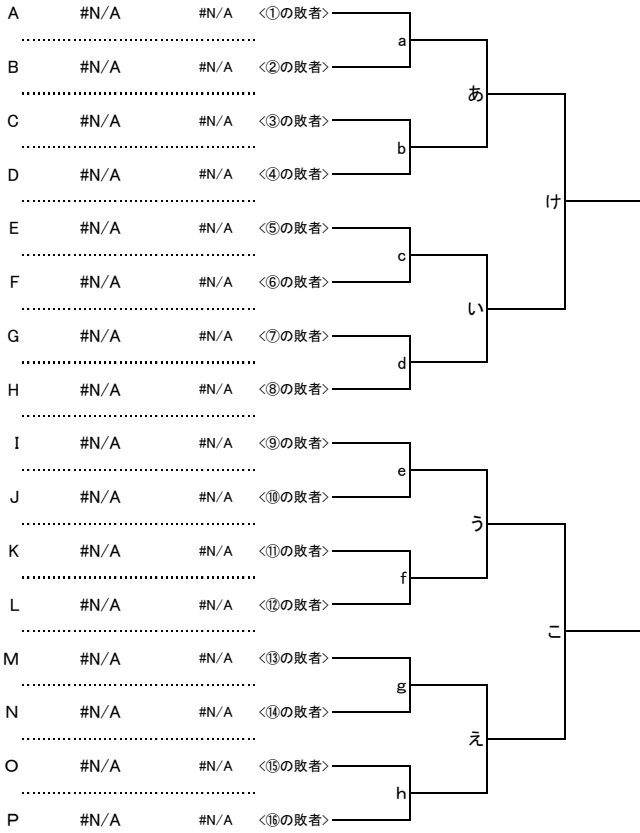 A #N/A #N/A <①の敗者>
a
B #N/A #N/A <②の敗者>
あ
C #N/A #N/A <③の敗者>
b
D #N/A #N/A <④の敗者>
け
E #N/A #N/A <⑤の敗者>
c
F #N/A #N/A <⑥の敗者>
い
G #N/A #N/A <⑦の敗者>
d
H #N/A #N/A <⑧の敗者>
I #N/A #N/A <⑨の敗者>
e
J #N/A #N/A <⑩の敗者>
う
K #N/A #N/A <⑪の敗者>
f
L #N/A #N/A <⑫の敗者>
こ
M #N/A #N/A <⑬の敗者>
g
N #N/A #N/A <⑭の敗者>
え
O #N/A #N/A <⑮の敗者>
h
P #N/A #N/A <⑯の敗者>